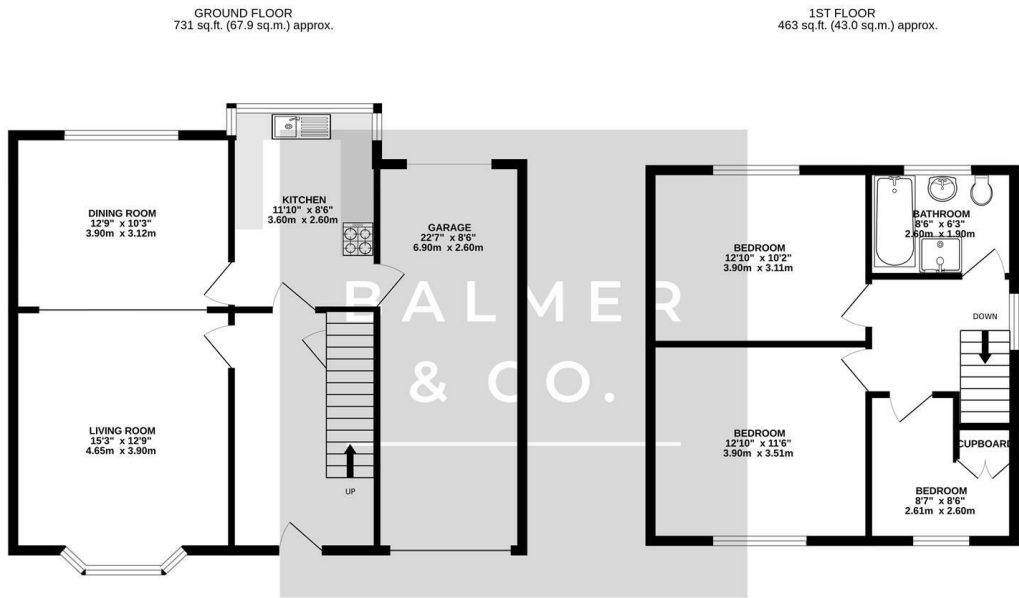 GROUND FLOOR
731 sq.ft. (67.9 sq.m.) approx.
1ST FLOOR
463 sq.ft. (43.0 sq.m.) approx.
DINING ROOM
12'9" x 10'3"
3.90m x 3.12m
KITCHEN
11'10" x 8'6"
3.60m x 2.60m
GARAGE
22'7" x 8'6"
6.90m x 2.60m
LIVING ROOM
15'3" x 12'9"
4.65m x 3.90m
UP
BALMER
& CO.
BEDROOM
12'10" x 10'2"
3.90m x 3.11m
BATHROOM
8'6" x 6'3"
2.60m x 1.90m
DOWN
BEDROOM
12'10" x 11'6"
3.90m x 3.51m
CUPBOARD
BEDROOM
8'7" x 8'6"
2.61m x 2.60m